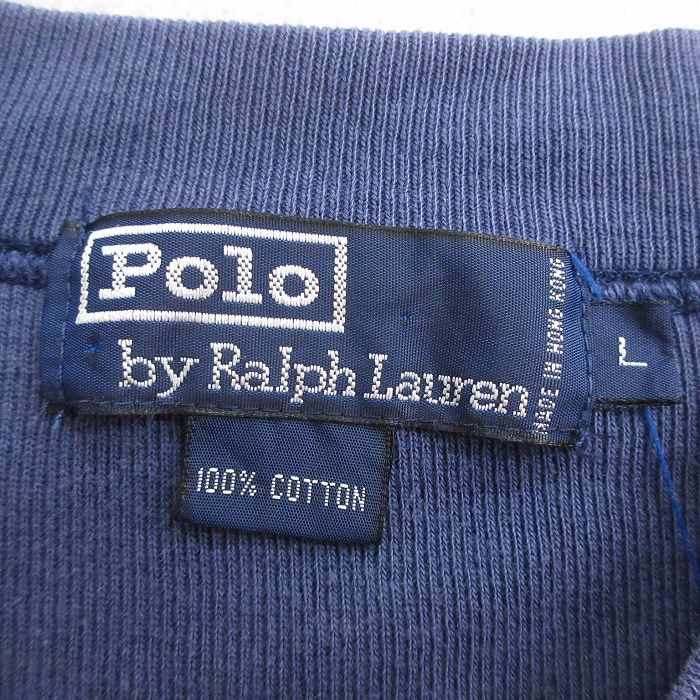 Polo
by Ralph Lauren
MADE IN HONG KONG
L
100% COTTON